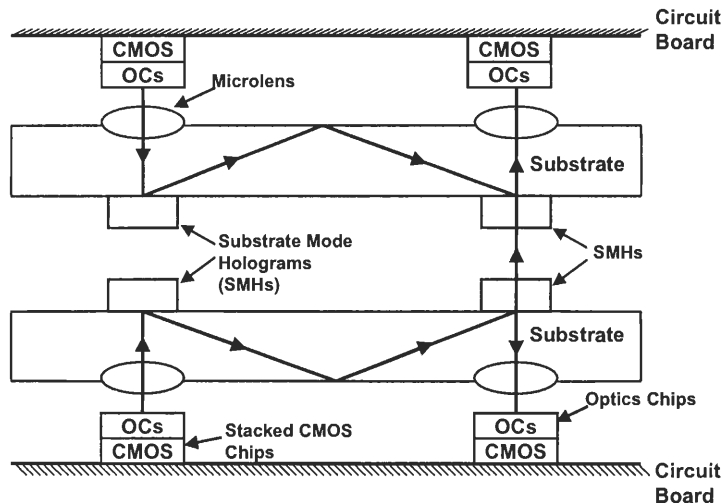 Circuit
Board
CMOS
OCs
CMOS
OCs
Microlens
Substrate
Substrate Mode
Holograms
(SMHs)
SMHs
Substrate
Optics Chips
OCs
CMOS
Stacked CMOS
Chips
OCs
CMOS
Circuit
Board